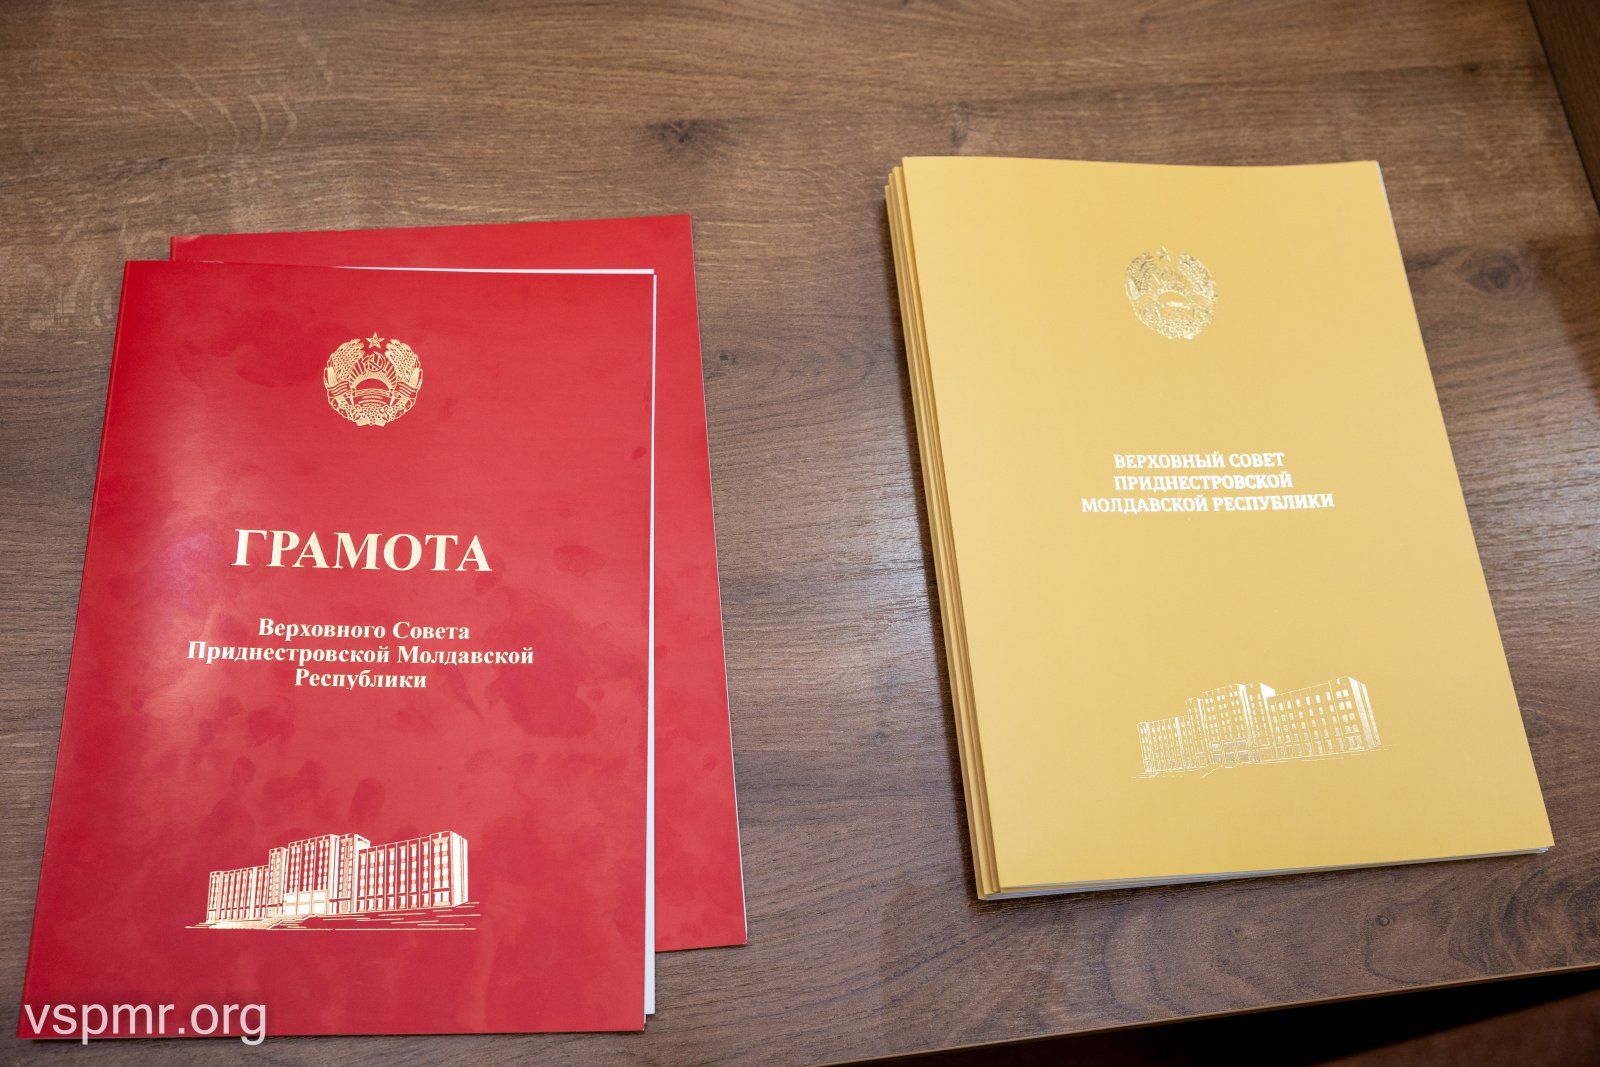 ГРАМОТА
Верховного Совета
Приднестровской Молдавской
Республики
ВЕРХОВНЫЙ СОВЕТ
ПРИДНЕСТРОВСКОЙ
МОЛДАВСКОЙ РЕСПУБЛИКИ
vspmr.org